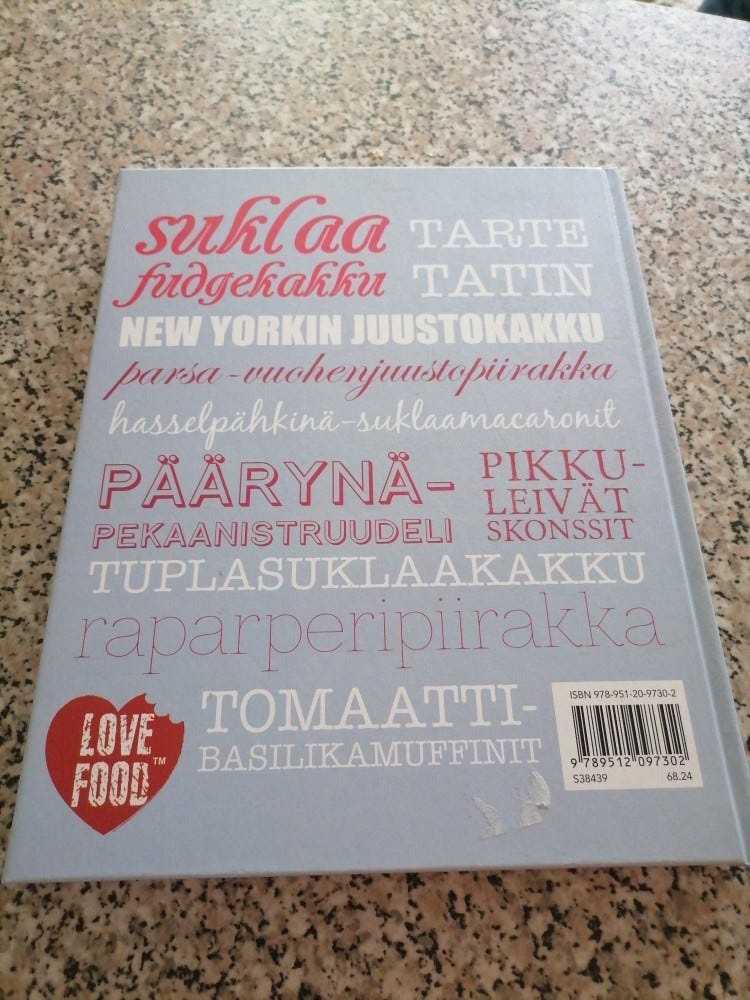 suklaa
fudgekakku
TARTE
TATIN
NEW YORKIN JUUSTOKAKKU
parsa-vuohenjuustopiirakka
hasselpähkinä-suklaamacaronit
PÄÄRYNÄ-
PEKAANISTRUUDELI
PIKKU-
LEIVÄT
SKONSSIT
TUPLASUKLAAKAKKU
raparperipiirakka
LOVE
FOOD™
TOMAATTI-
BASILIKAMUFFINIT
ISBN 978-951-20-9730-2
9 789512 097302
S38439 68.24